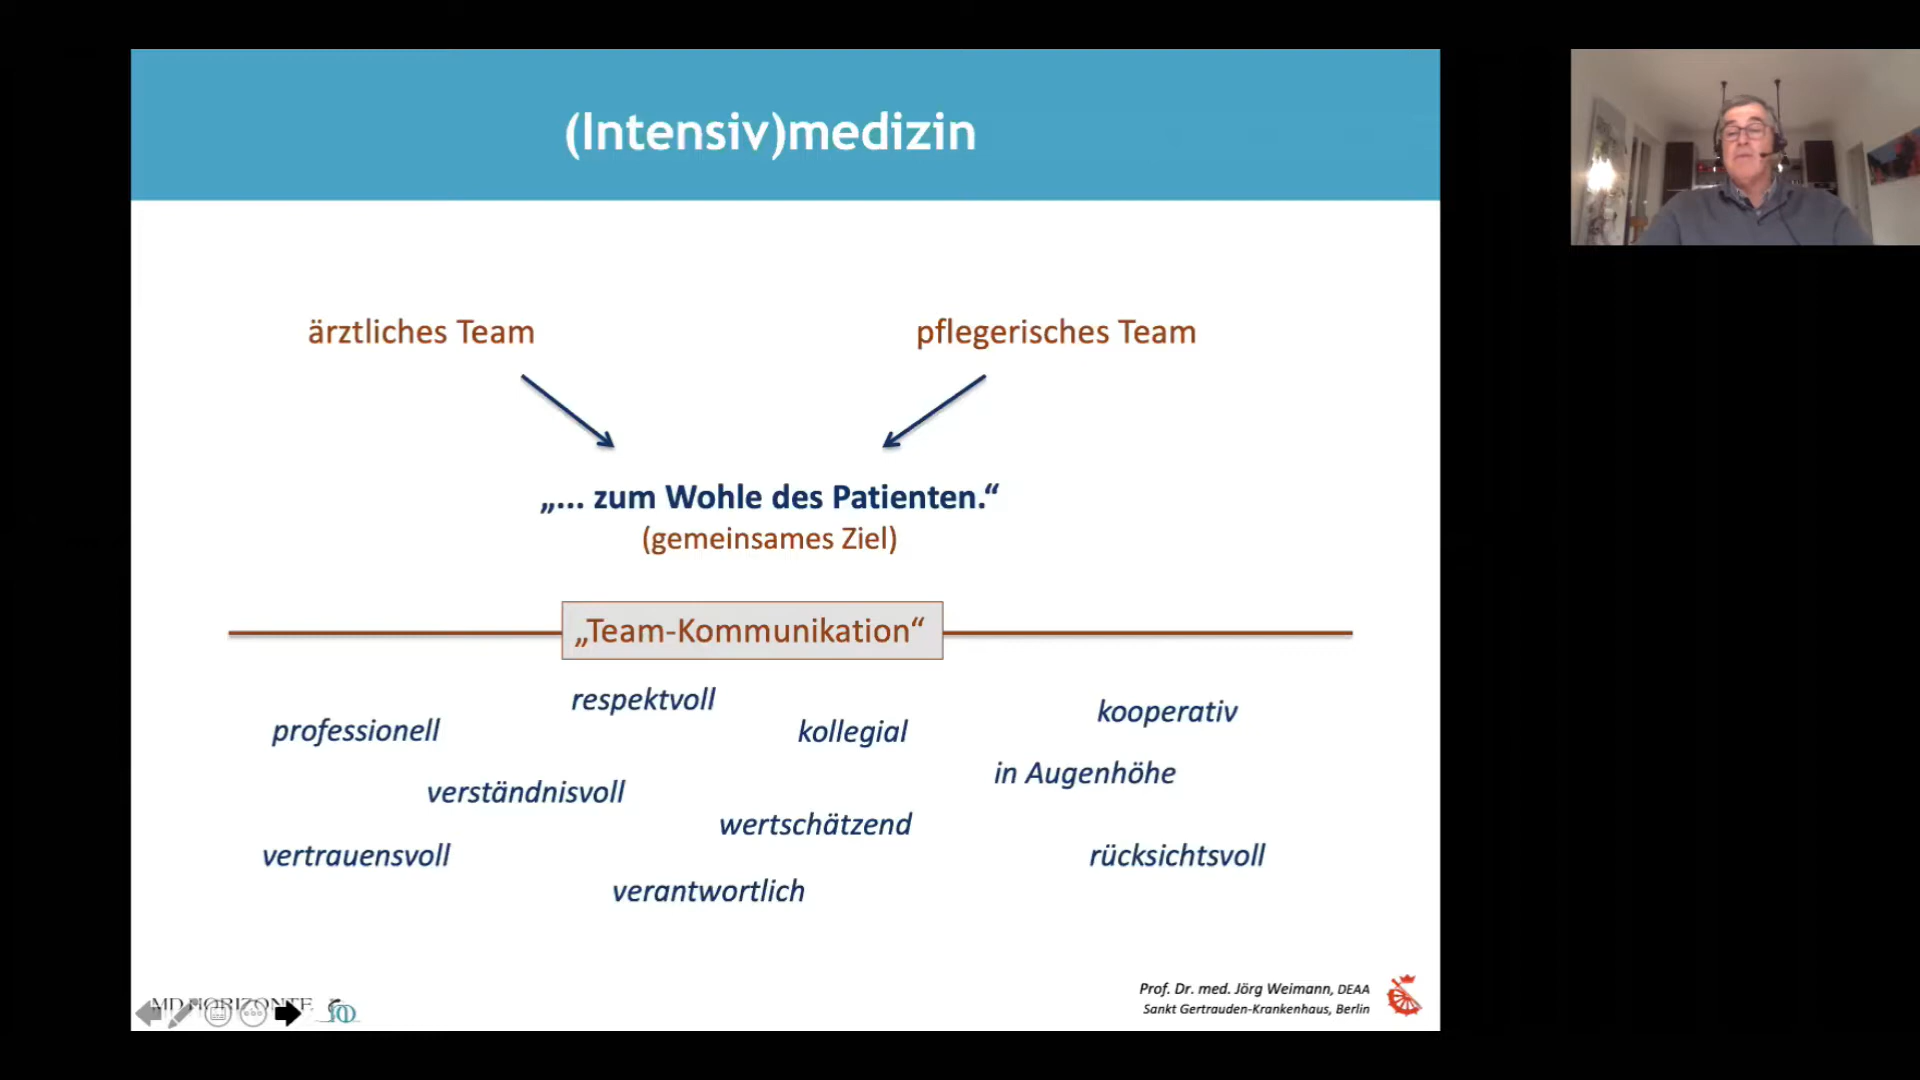 (Intensiv)medizin
ärztliches Team
pflegerisches Team
„... zum Wohle des Patienten.“
(gemeinsames Ziel)
„Team-Kommunikation“
respektvoll
kooperativ
professionell
kollegial
in Augenhöhe
verständnisvoll
wertschätzend
vertrauensvoll
rücksichtsvoll
verantwortlich
MD HORIZONTE
Prof. Dr. med. Jörg Weimann, DEAA
Sankt Gertrauden-Krankenhaus, Berlin